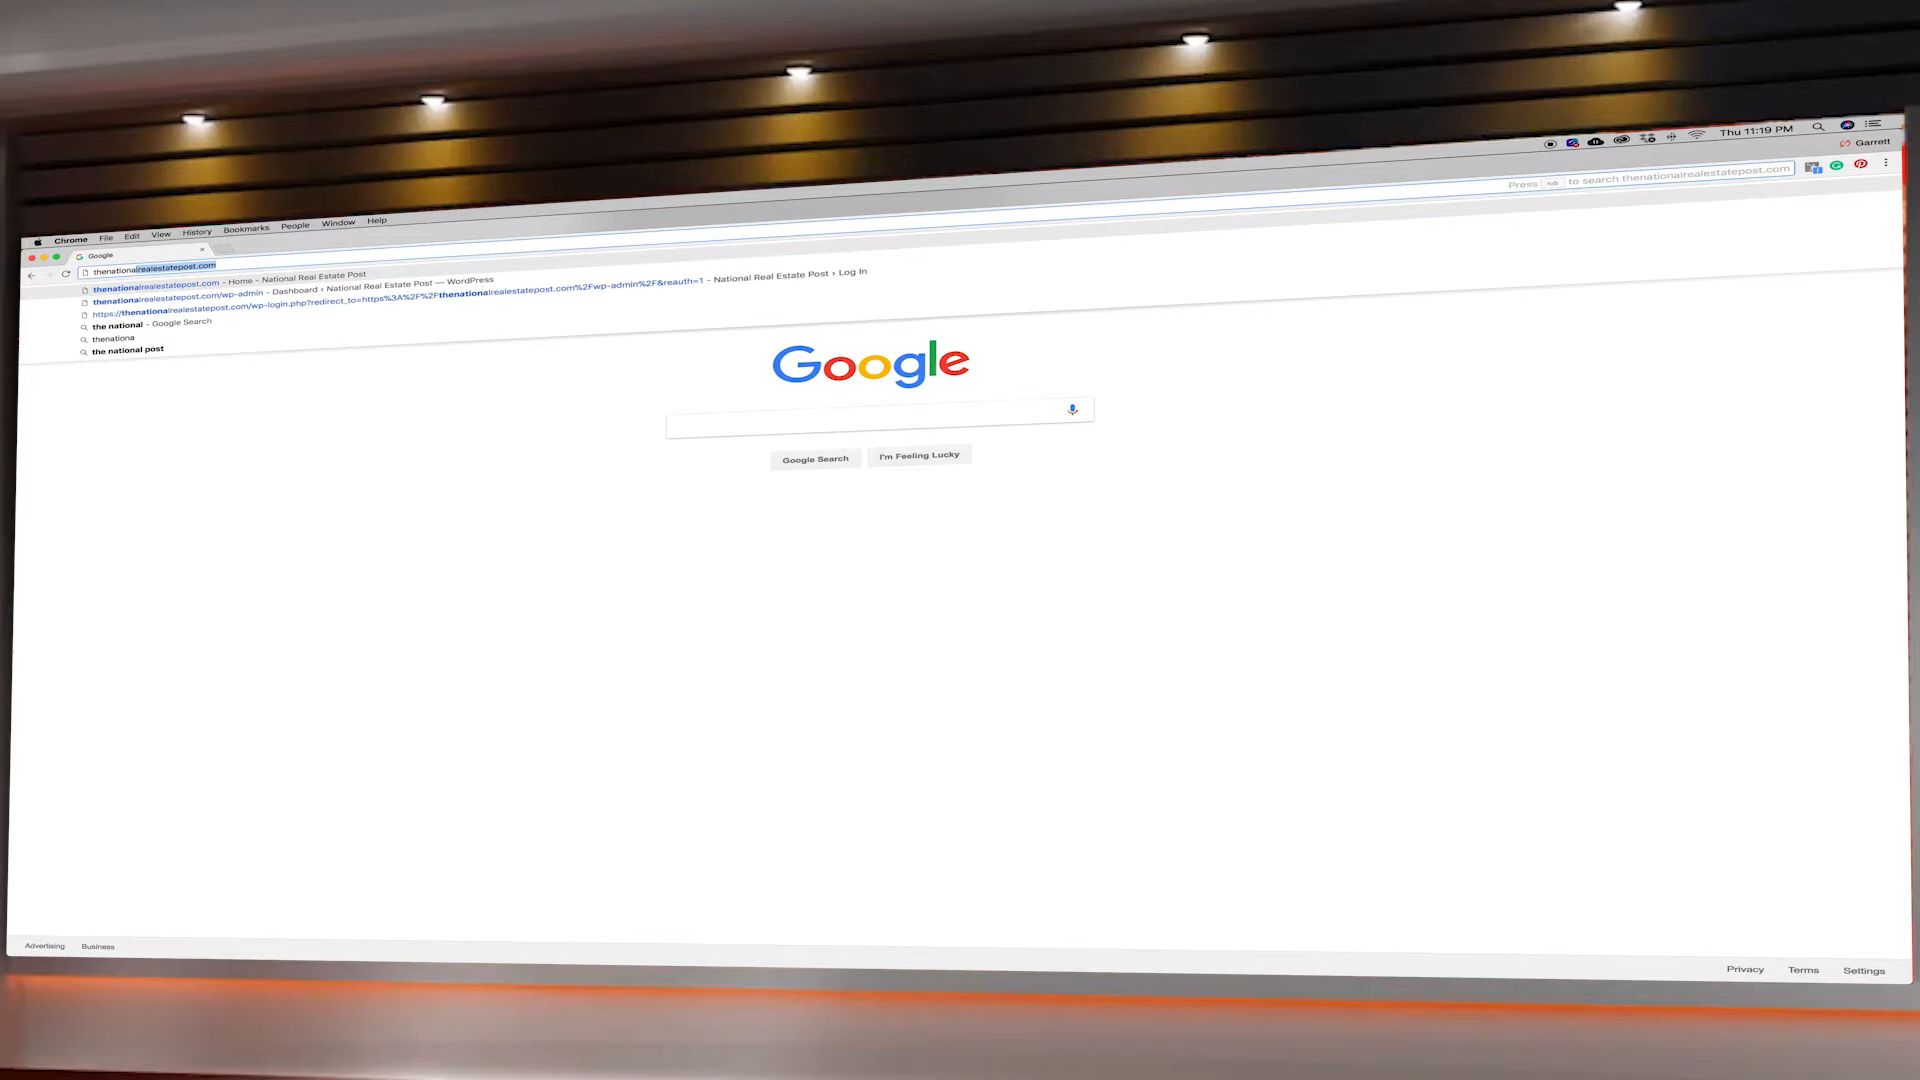 Chrome File Edit View History Bookmarks People Window Help
Thu 11:19 PM
Garrett
Google
thenationalrealestatepost.com
Press tab to search thenationalrealestatepost.com
thenationalrealestatepost.com - Home - National Real Estate Post
thenationalrealestatepost.com/wp-admin - Dashboard ‹ National Real Estate Post — WordPress
https://thenationalrealestatepost.com/wp-login.php?redirect_to=https%3A%2F%2Fthenationalrealestatepost.com%2Fwp-admin%2F&reauth=1 - National Real Estate Post › Log In
the national - Google Search
thenationa
the national post
Google
Google Search I'm Feeling Lucky
Advertising Business
Privacy Terms Settings